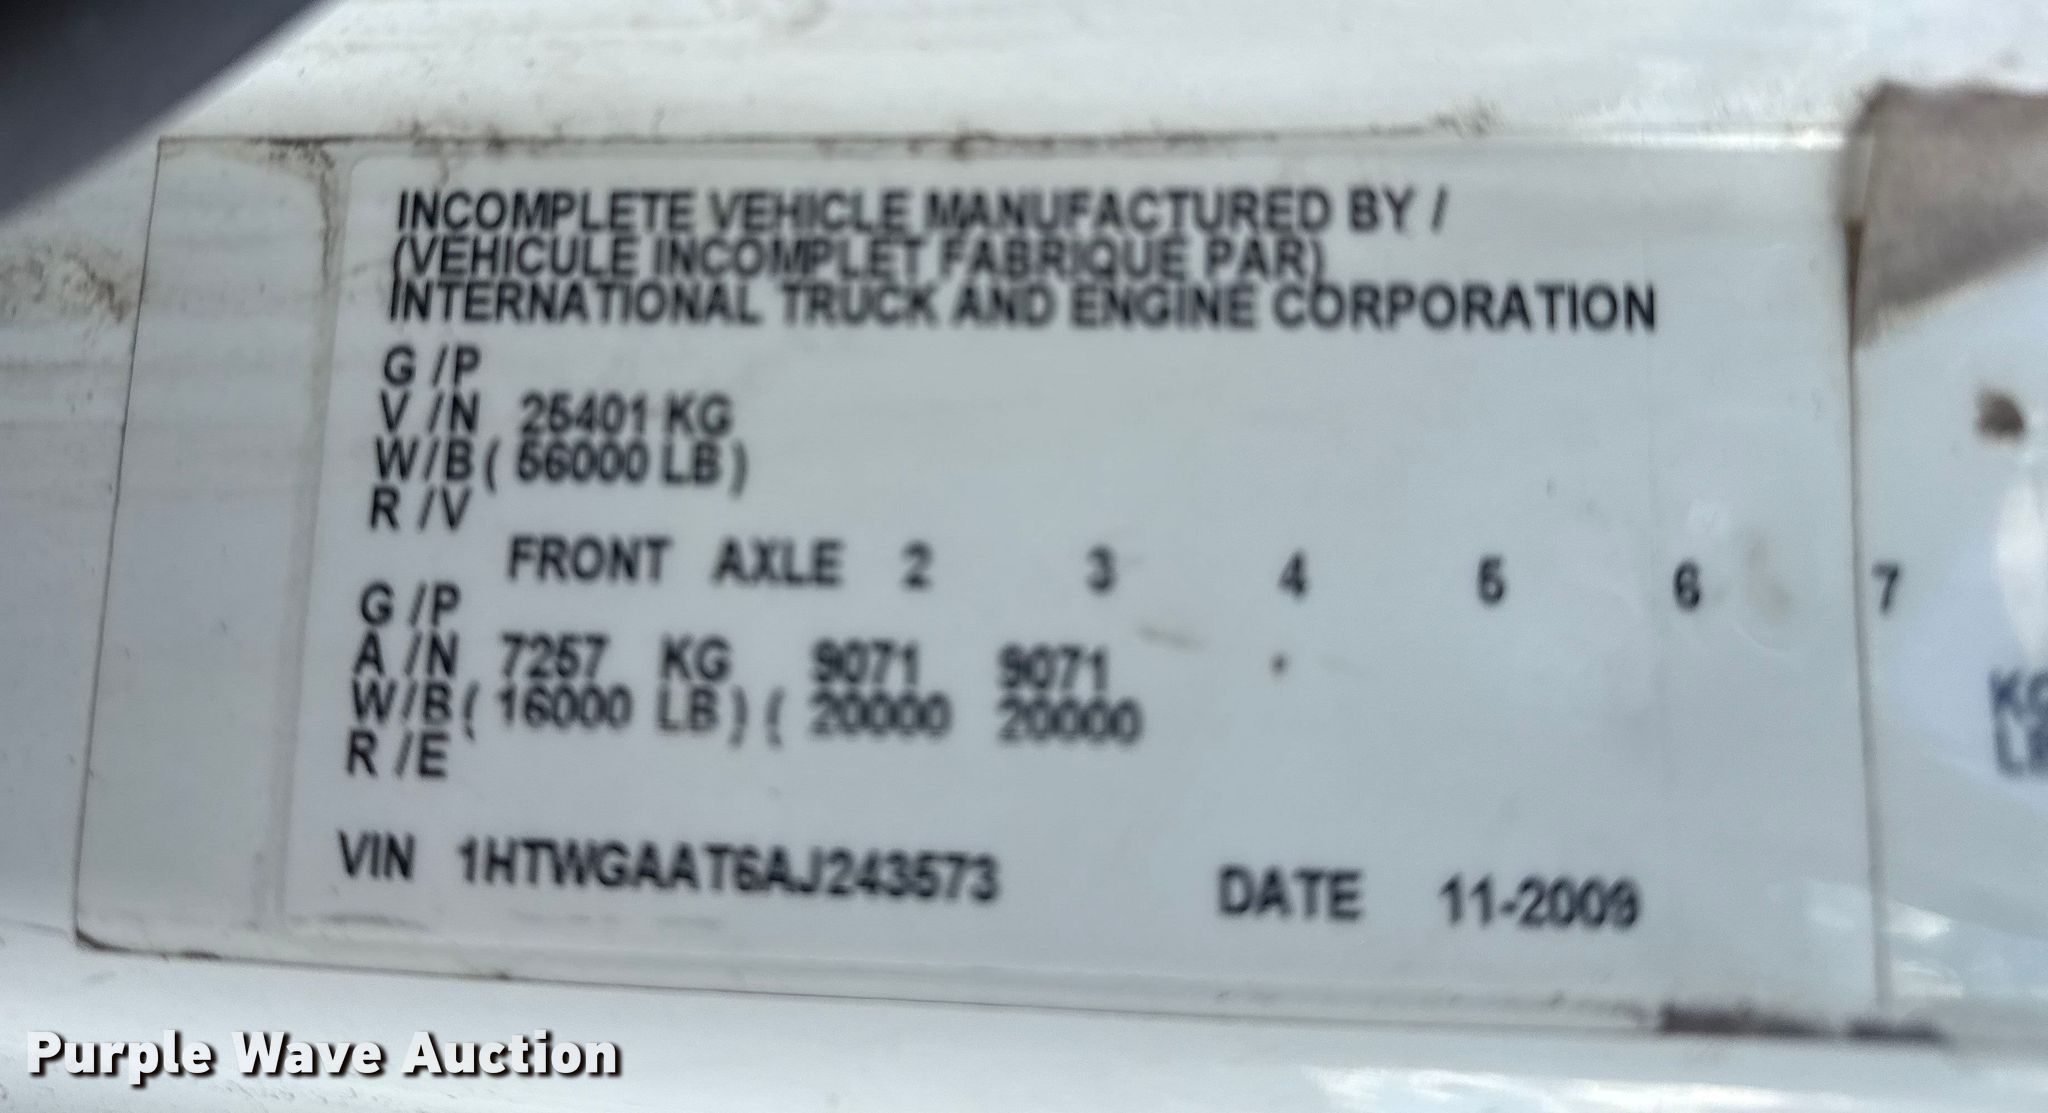 INCOMPLETE VEHICLE MANUFACTURED BY /
(VEHICULE INCOMPLET FABRIQUE PAR)
INTERNATIONAL TRUCK AND ENGINE CORPORATION
G /P
V /N 25401 KG
W/B ( 56000 LB )
R /V
FRONT AXLE 2 3 4 5 6 7
G /P
A /N 7257 KG 9071 9071 KG
W/B ( 16000 LB ) ( 20000 20000 LB
R /E
VIN 1HTWGAAT6AJ243573 DATE 11-2009
Purple Wave Auction